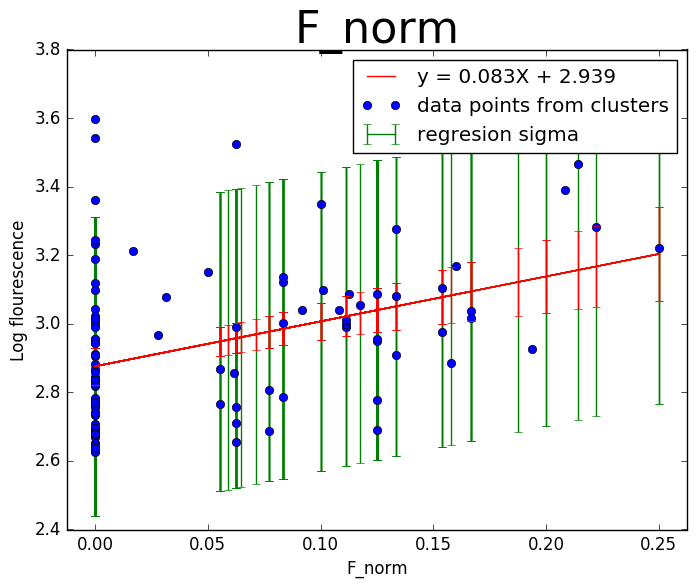 F_norm
y = 0.083X + 2.939
data points from clusters
regresion sigma
3.8
3.6
3.4
3.2
3.0
2.8
2.6
2.4
Log flourescence
0.00 0.05 0.10 0.15 0.20 0.25
F_norm